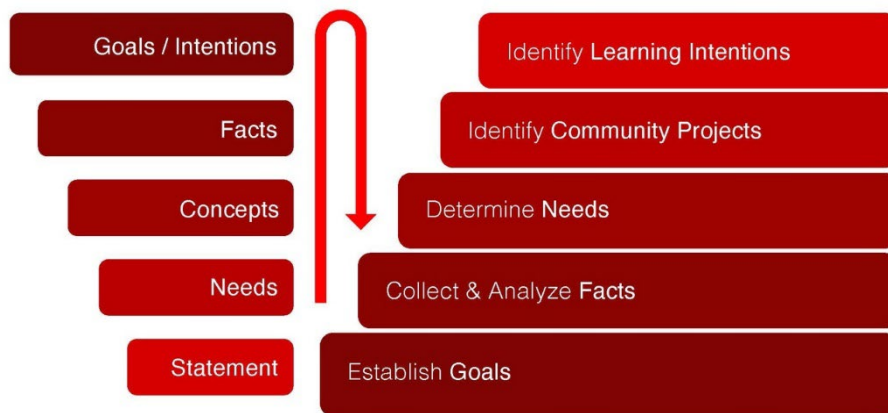 Goals / Intentions
Facts
Concepts
Needs
Statement
Identify Learning Intentions
Identify Community Projects
Determine Needs
Collect & Analyze Facts
Establish Goals